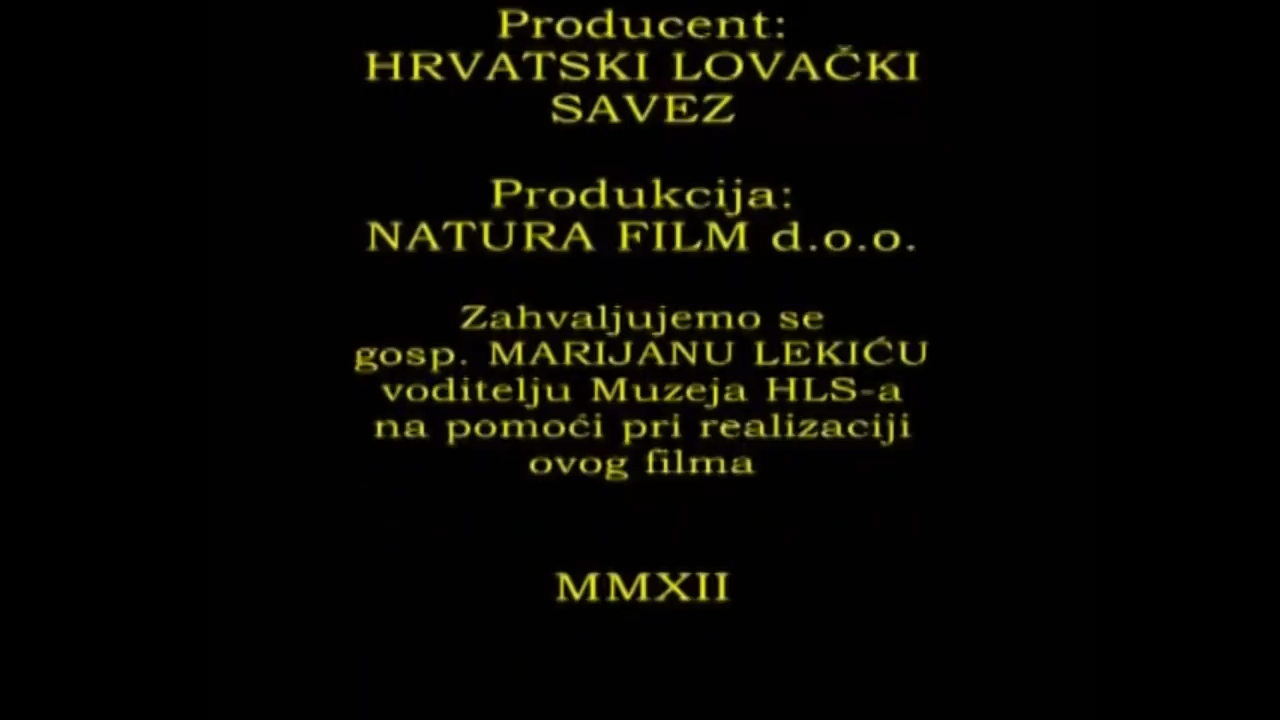 Producent:
HRVATSKI LOVAČKI
SAVEZ
Produkcija:
NATURA FILM d.o.o.
Zahvaljujemo se
gosp. MARIJANU LEKIĆU
voditelju Muzeja HLS-a
na pomoći pri realizaciji
ovog filma
MMXII